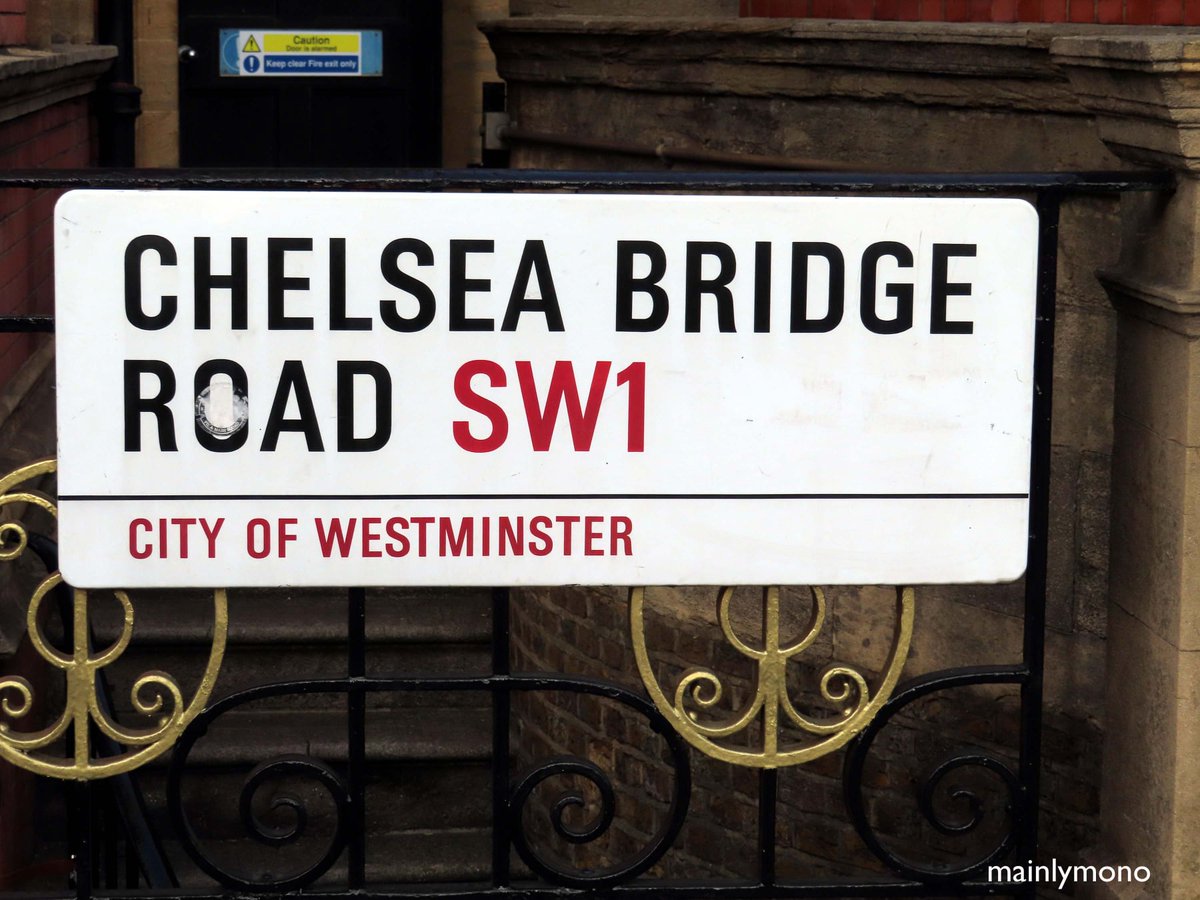 Caution
Door is alarmed
Keep clear Fire exit only
CHELSEA BRIDGE
ROAD SW1
CITY OF WESTMINSTER
mainlymono